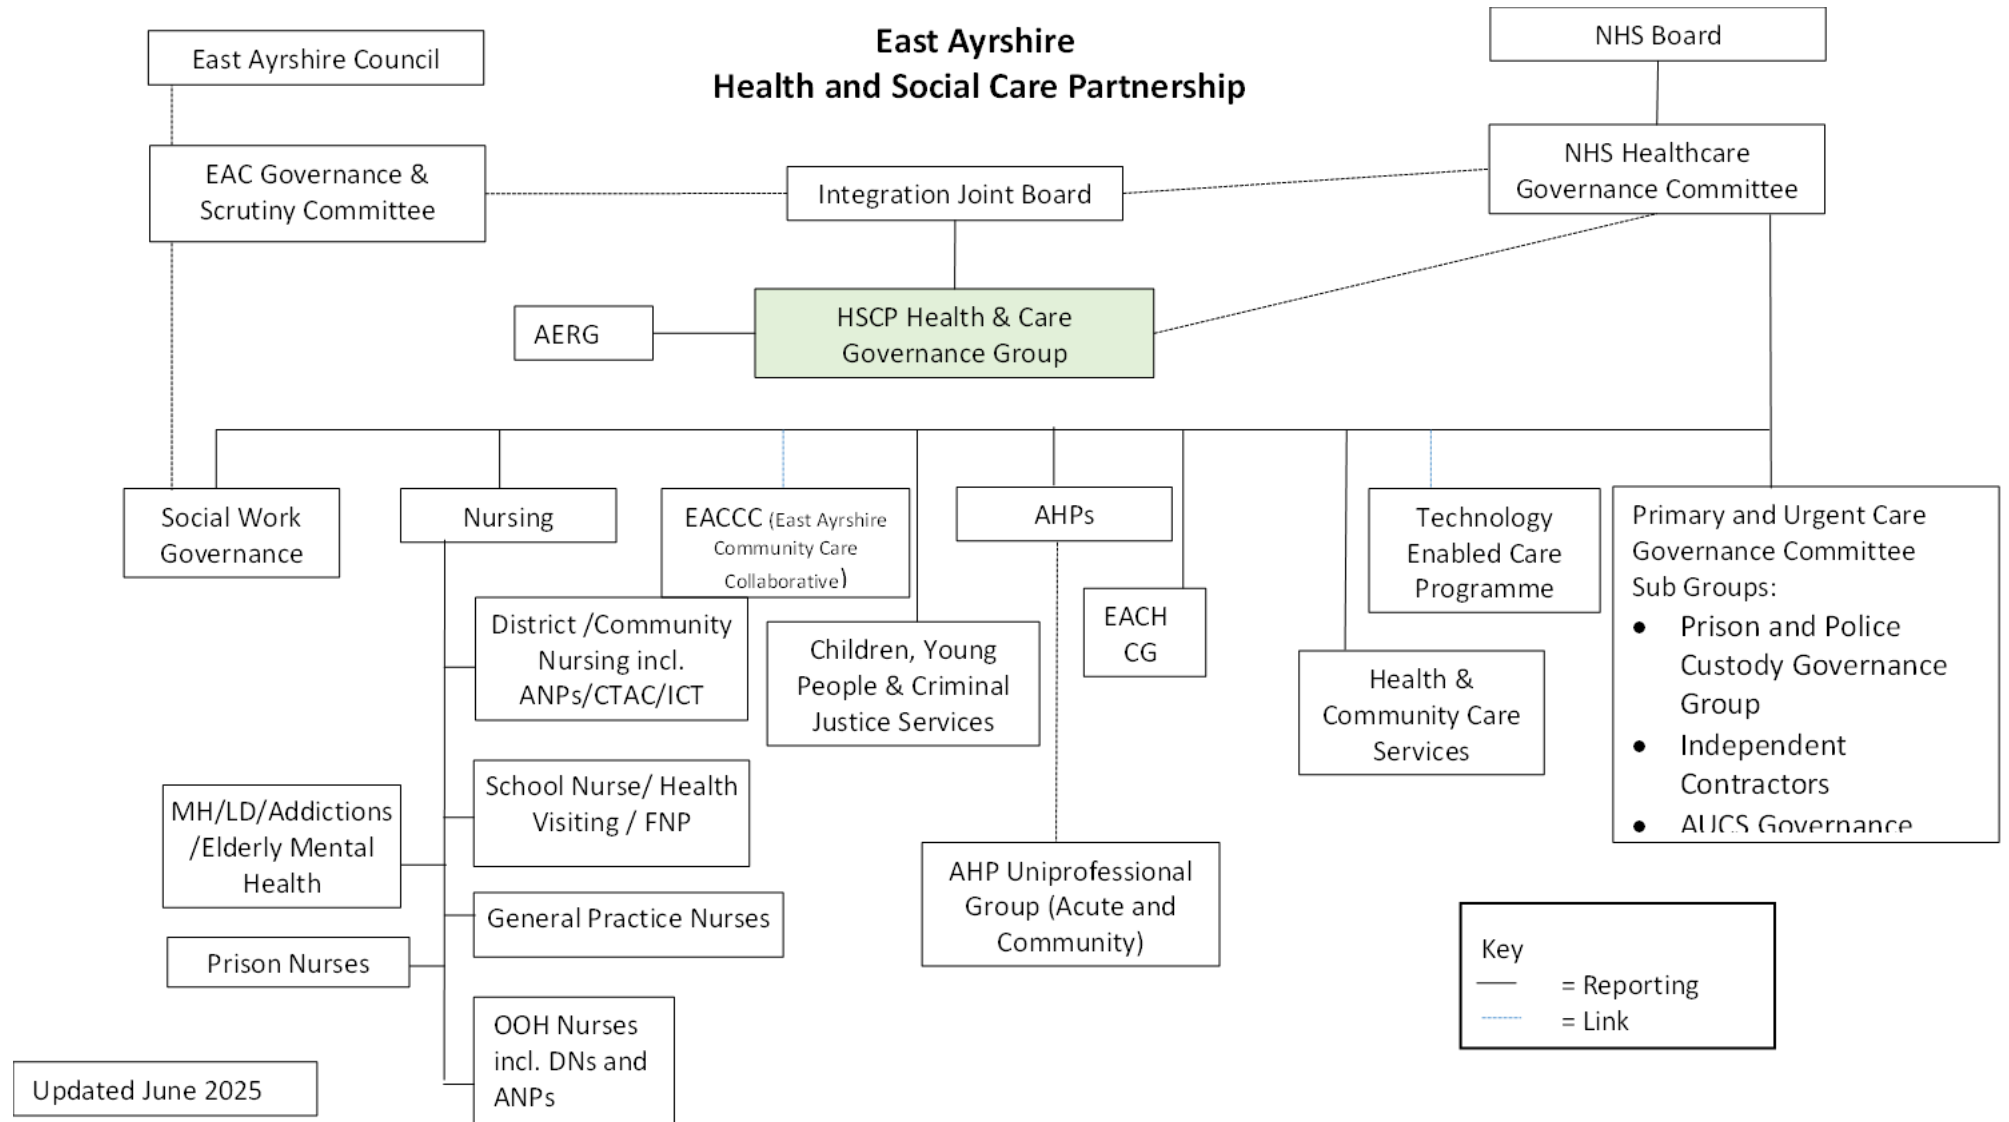 East Ayrshire
Health and Social Care Partnership
East Ayrshire Council
NHS Board
EAC Governance &
Scrutiny Committee
Integration Joint Board
NHS Healthcare
Governance Committee
AERG
HSCP Health & Care
Governance Group
Social Work
Governance
Nursing
EACCC (East Ayrshire
Community Care
Collaborative)
AHPs
Technology
Enabled Care
Programme
Primary and Urgent Care
Governance Committee
Sub Groups:
● Prison and Police
Custody Governance
Group
● Independent
Contractors
● AUCS Governance
District /Community
Nursing incl.
ANPs/CTAC/ICT
Children, Young
People & Criminal
Justice Services
EACH
CG
Health &
Community Care
Services
MH/LD/Addictions
/Elderly Mental
Health
School Nurse/ Health
Visiting / FNP
General Practice Nurses
Prison Nurses
AHP Uniprofessional
Group (Acute and
Community)
OOH Nurses
incl. DNs and
ANPs
Key
= Reporting
= Link
Updated June 2025